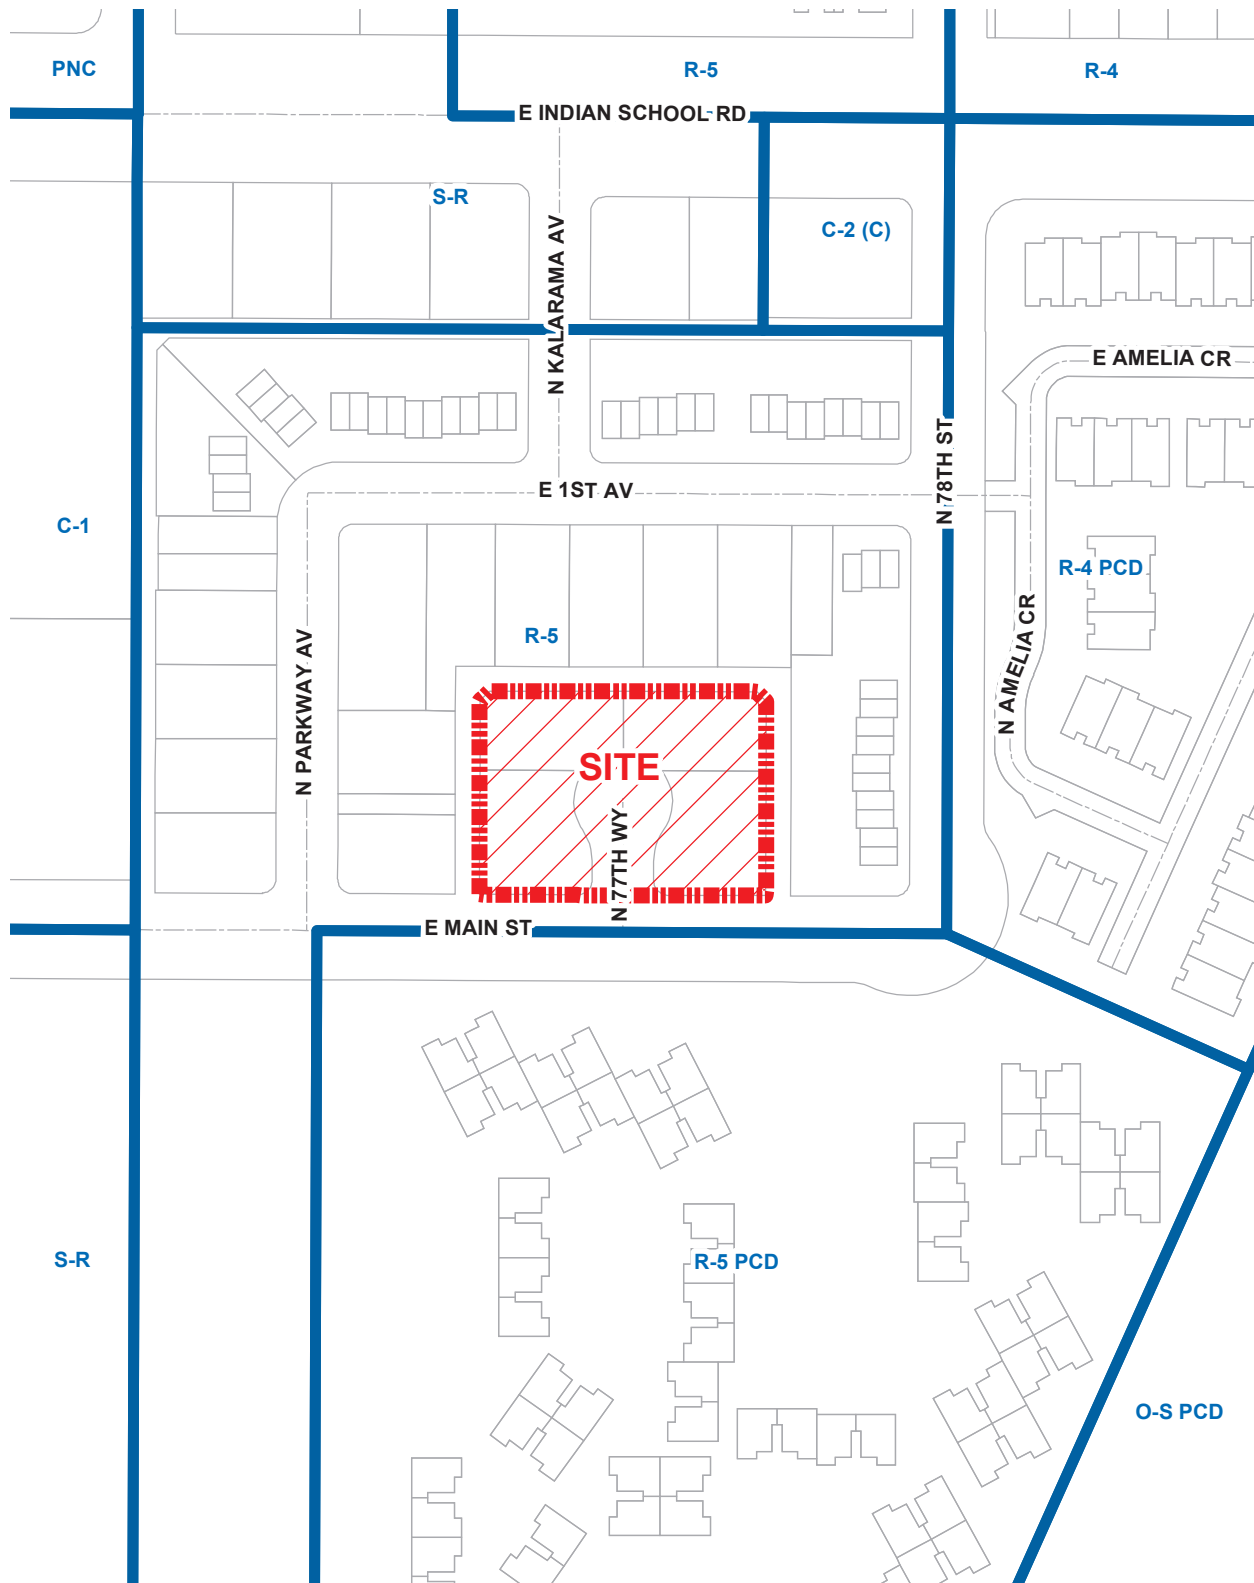 PNC
R-5
R-4
E INDIAN SCHOOL RD
S-R
C-2 (C)
N KALARAMA AV
E AMELIA CR
N 78TH ST
E 1ST AV
C-1
R-4 PCD
R-5
N AMELIA CR
N PARKWAY AV
SITE
N 77TH WY
E MAIN ST
S-R
R-5 PCD
O-S PCD